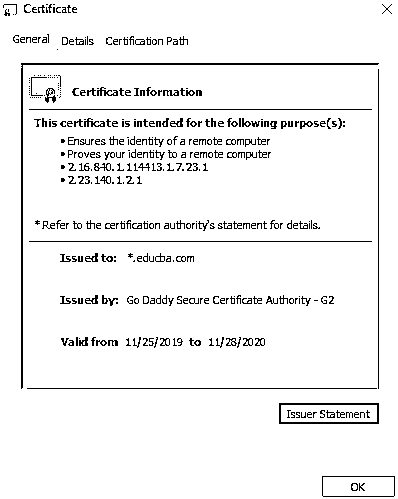 Certificate
General Details Certification Path
Certificate Information
This certificate is intended for the following purpose(s):
• Ensures the identity of a remote computer
• Proves your identity to a remote computer
• 2.16.840.1.114413.1.7.23.1
• 2.23.140.1.2.1
* Refer to the certification authority's statement for details.
Issued to: *.educba.com
Issued by: Go Daddy Secure Certificate Authority - G2
Valid from 11/25/2019 to 11/28/2020
Issuer Statement
OK